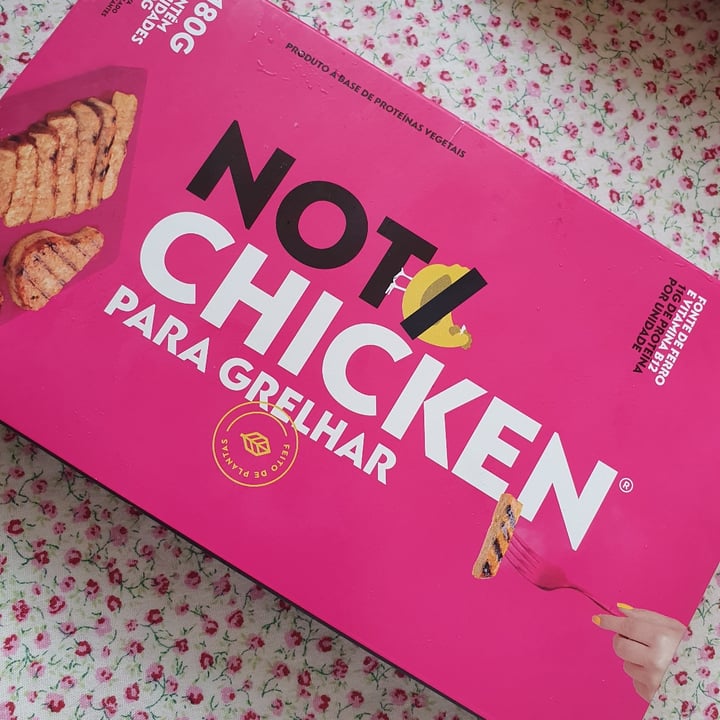 180G
PRODUTO À BASE DE PROTEÍNAS VEGETAIS
NOT/
CHICKEN®
PARA GRELHAR
FEITO DE PLANTAS
FONTE DE FERRO
E VITAMINA B12
11G DE PROTEÍNA
POR UNIDADE